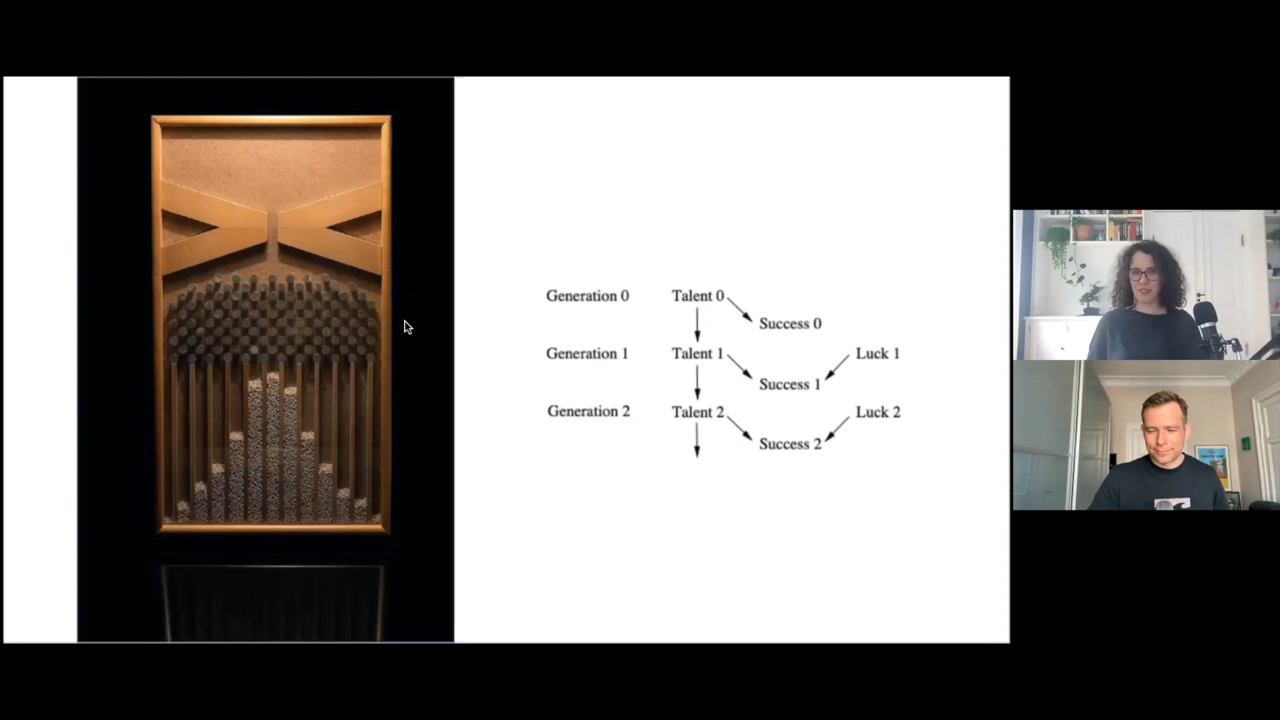 Generation 0 Talent 0
Success 0
Generation 1 Talent 1 Luck 1
Success 1
Generation 2 Talent 2 Luck 2
Success 2